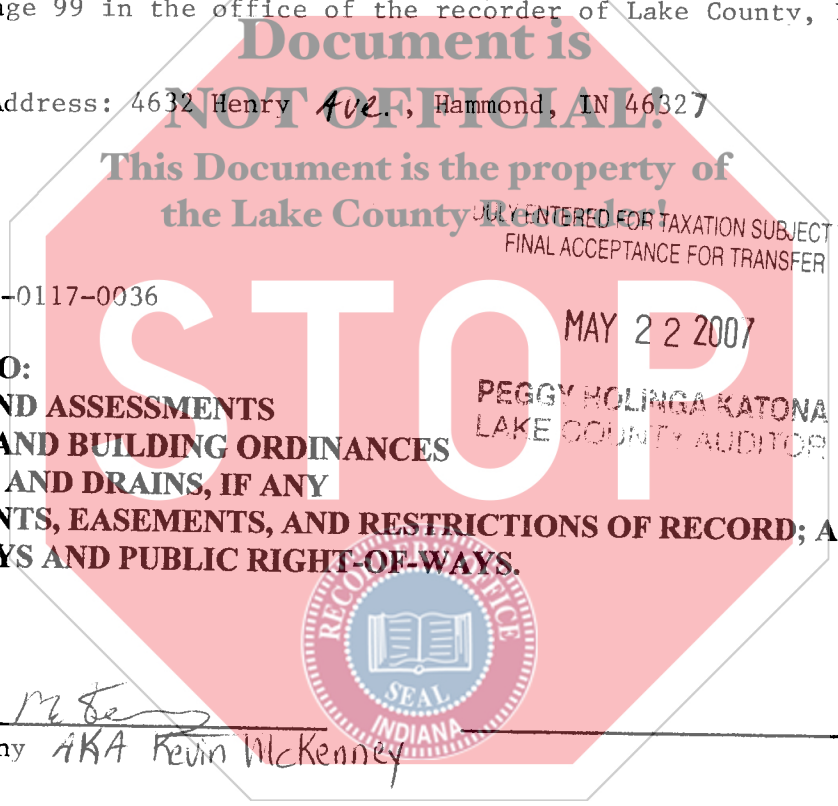 ge 99 in the office of the recorder of Lake County,
Document is
Address: 4632 Henry Ave., Hammond, IN 46327
NOT OFFICIAL!
This Document is the property of
the Lake County Recorder!
DULY ENTERED FOR TAXATION SUBJECT
FINAL ACCEPTANCE FOR TRANSFER
-0117-0036
STOP
MAY 22 2007
O:
ND ASSESSMENTS
PEGGY HOLINGA KATONA
AND BUILDING ORDINANCES
LAKE COUNTY AUDITOR
AND DRAINS, IF ANY
NTS, EASEMENTS, AND RESTRICTIONS OF RECORD; A
YS AND PUBLIC RIGHT-OF-WAYS.
RECORDER'S OFFICE
SEAL
INDIANA
ny AKA Kevin McKenney